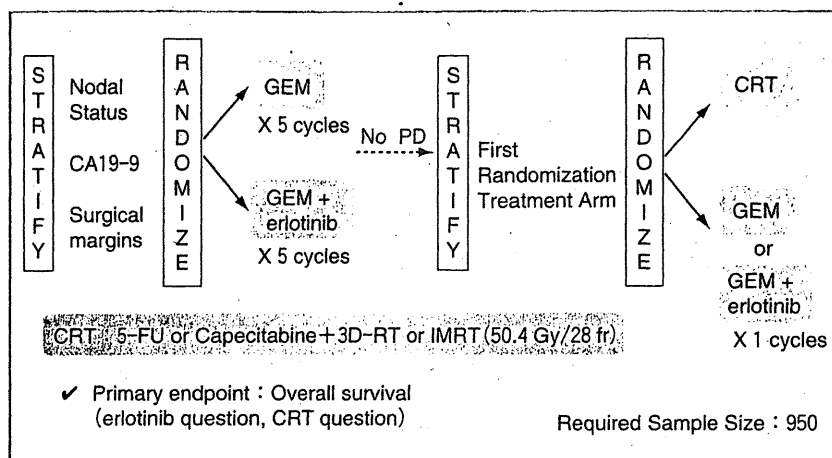 STRATIFY
Nodal
Status
CA19-9
Surgical
margins
RANDOMIZE
GEM
X 5 cycles
GEM +
erlotinib
X 5 cycles
No PD
STRATIFY
First
Randomization
Treatment Arm
RANDOMIZE
CRT
GEM
or
GEM +
erlotinib
X 1 cycles
CRT : 5-FU or Capecitabine+3D-RT or IMRT (50.4 Gy/28 fr)
✔ Primary endpoint : Overall survival
(erlotinib question, CRT question)
Required Sample Size : 950